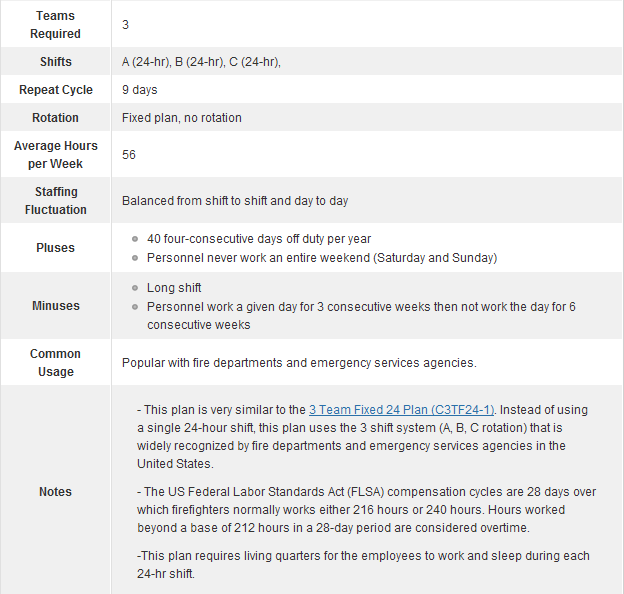 Teams
Required
3
Shifts
A (24-hr), B (24-hr), C (24-hr),
Repeat Cycle
9 days
Rotation
Fixed plan, no rotation
Average Hours
per Week
56
Staffing
Fluctuation
Balanced from shift to shift and day to day
Pluses
40 four-consecutive days off duty per year
Personnel never work an entire weekend (Saturday and Sunday)
Minuses
Long shift
Personnel work a given day for 3 consecutive weeks then not work the day for 6
consecutive weeks
Common
Usage
Popular with fire departments and emergency services agencies.
Notes
- This plan is very similar to the 3 Team Fixed 24 Plan (C3TF24-1). Instead of using
a single 24-hour shift, this plan uses the 3 shift system (A, B, C rotation) that is
widely recognized by fire departments and emergency services agencies in the
United States.
- The US Federal Labor Standards Act (FLSA) compensation cycles are 28 days over
which firefighters normally works either 216 hours or 240 hours. Hours worked
beyond a base of 212 hours in a 28-day period are considered overtime.
-This plan requires living quarters for the employees to work and sleep during each
24-hr shift.